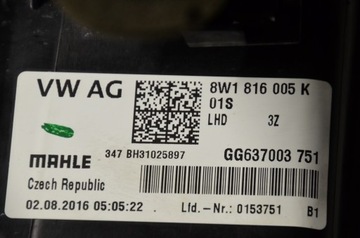 VW AG
8W1 816 005 K
01S
LHD 3Z
MAHLE
347 BH31025897
GG637003 751
Czech Republic
02.08.2016 05:05:22
Lfd.-Nr.: 0153751
B1